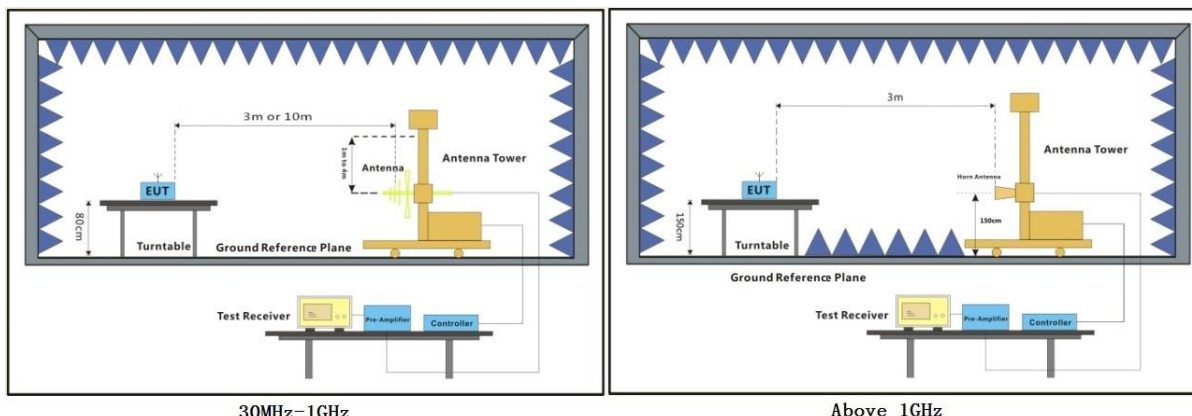 3m or 10m
1m to 4m
Antenna
Antenna Tower
EUT
80cm
Turntable
Ground Reference Plane
Test Receiver
Pre-Amplifier
Controller
30MHz-1GHz
3m
Antenna Tower
Horn Antenna
EUT
150cm
150cm
Turntable
Ground Reference Plane
Test Receiver
Pre-Amplifier
Controller
Above 1GHz